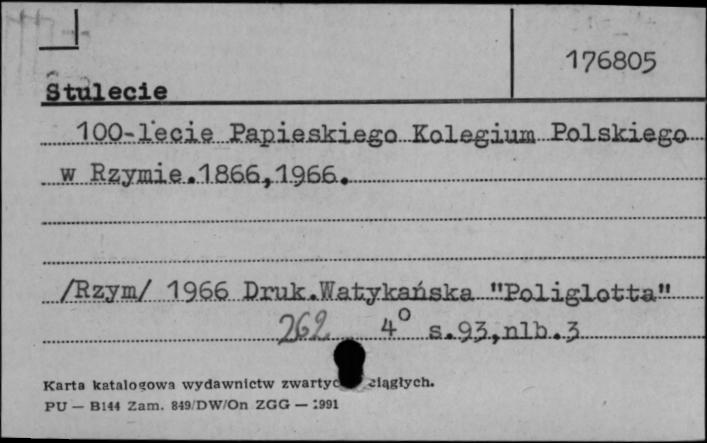 176805
Stulecie
100-lecie Papieskiego Kolegium Polskiego
w Rzymie.1866,1966.
/Rzym/ 1966 Druk.Watykańska "Poliglotta"
262 4° s.93,nlb.3
Karta katalogowa wydawnictw ciągłych.
PU — B144 Zam. 849/DW/On ZGG — 1991